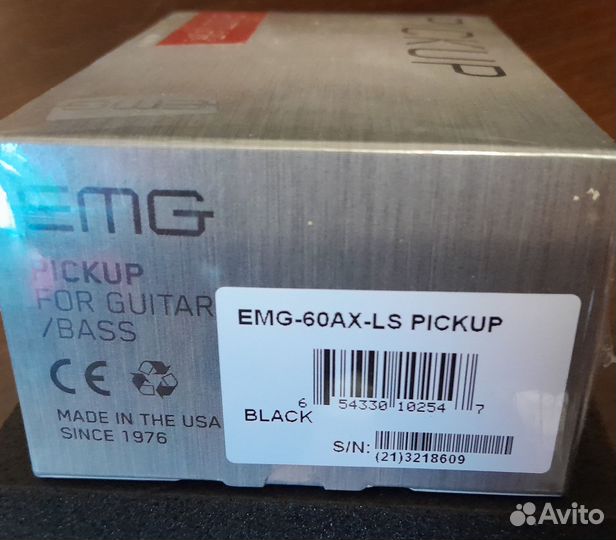 PICKUP
EMG
EMG
PICKUP
FOR GUITAR
/BASS
CE
MADE IN THE USA
SINCE 1976
EMG-60AX-LS PICKUP
6 54330 10254 7
BLACK
S/N:
(21)3218609
Avito